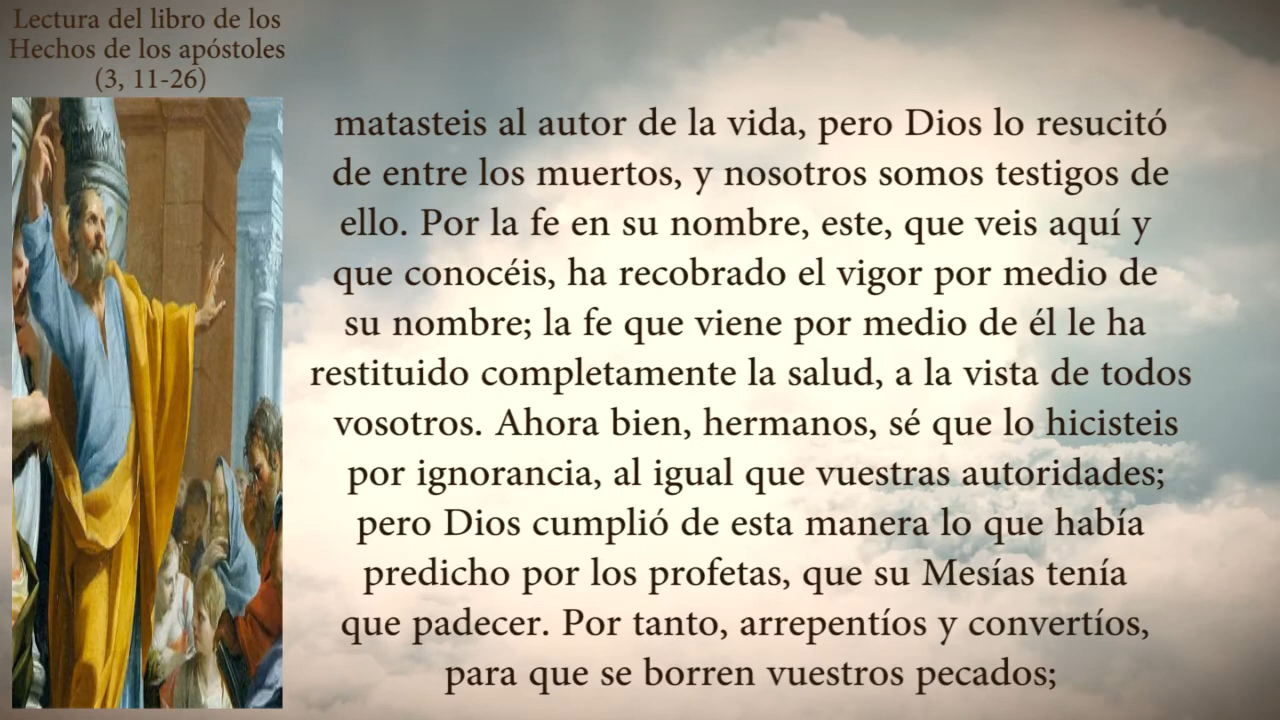 Lectura del libro de los
Hechos de los apóstoles
(3, 11-26)
matasteis al autor de la vida, pero Dios lo resucitó
de entre los muertos, y nosotros somos testigos de
ello. Por la fe en su nombre, este, que veis aquí y
que conocéis, ha recobrado el vigor por medio de
su nombre; la fe que viene por medio de él le ha
restituido completamente la salud, a la vista de todos
vosotros. Ahora bien, hermanos, sé que lo hicisteis
por ignorancia, al igual que vuestras autoridades;
pero Dios cumplió de esta manera lo que había
predicho por los profetas, que su Mesías tenía
que padecer. Por tanto, arrepentíos y convertíos,
para que se borren vuestros pecados;